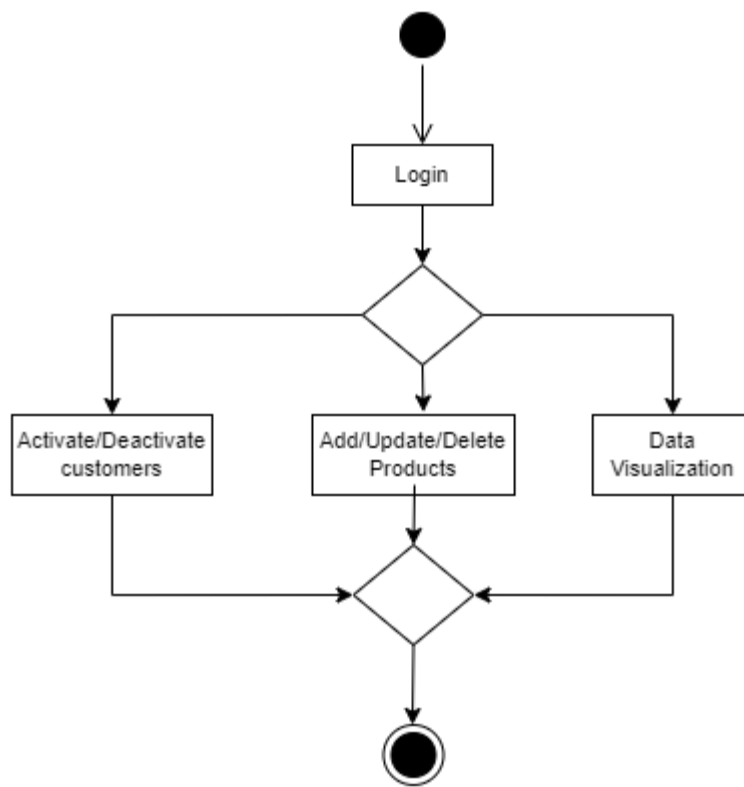 Login
Activate/Deactivate
customers
Add/Update/Delete
Products
Data
Visualization